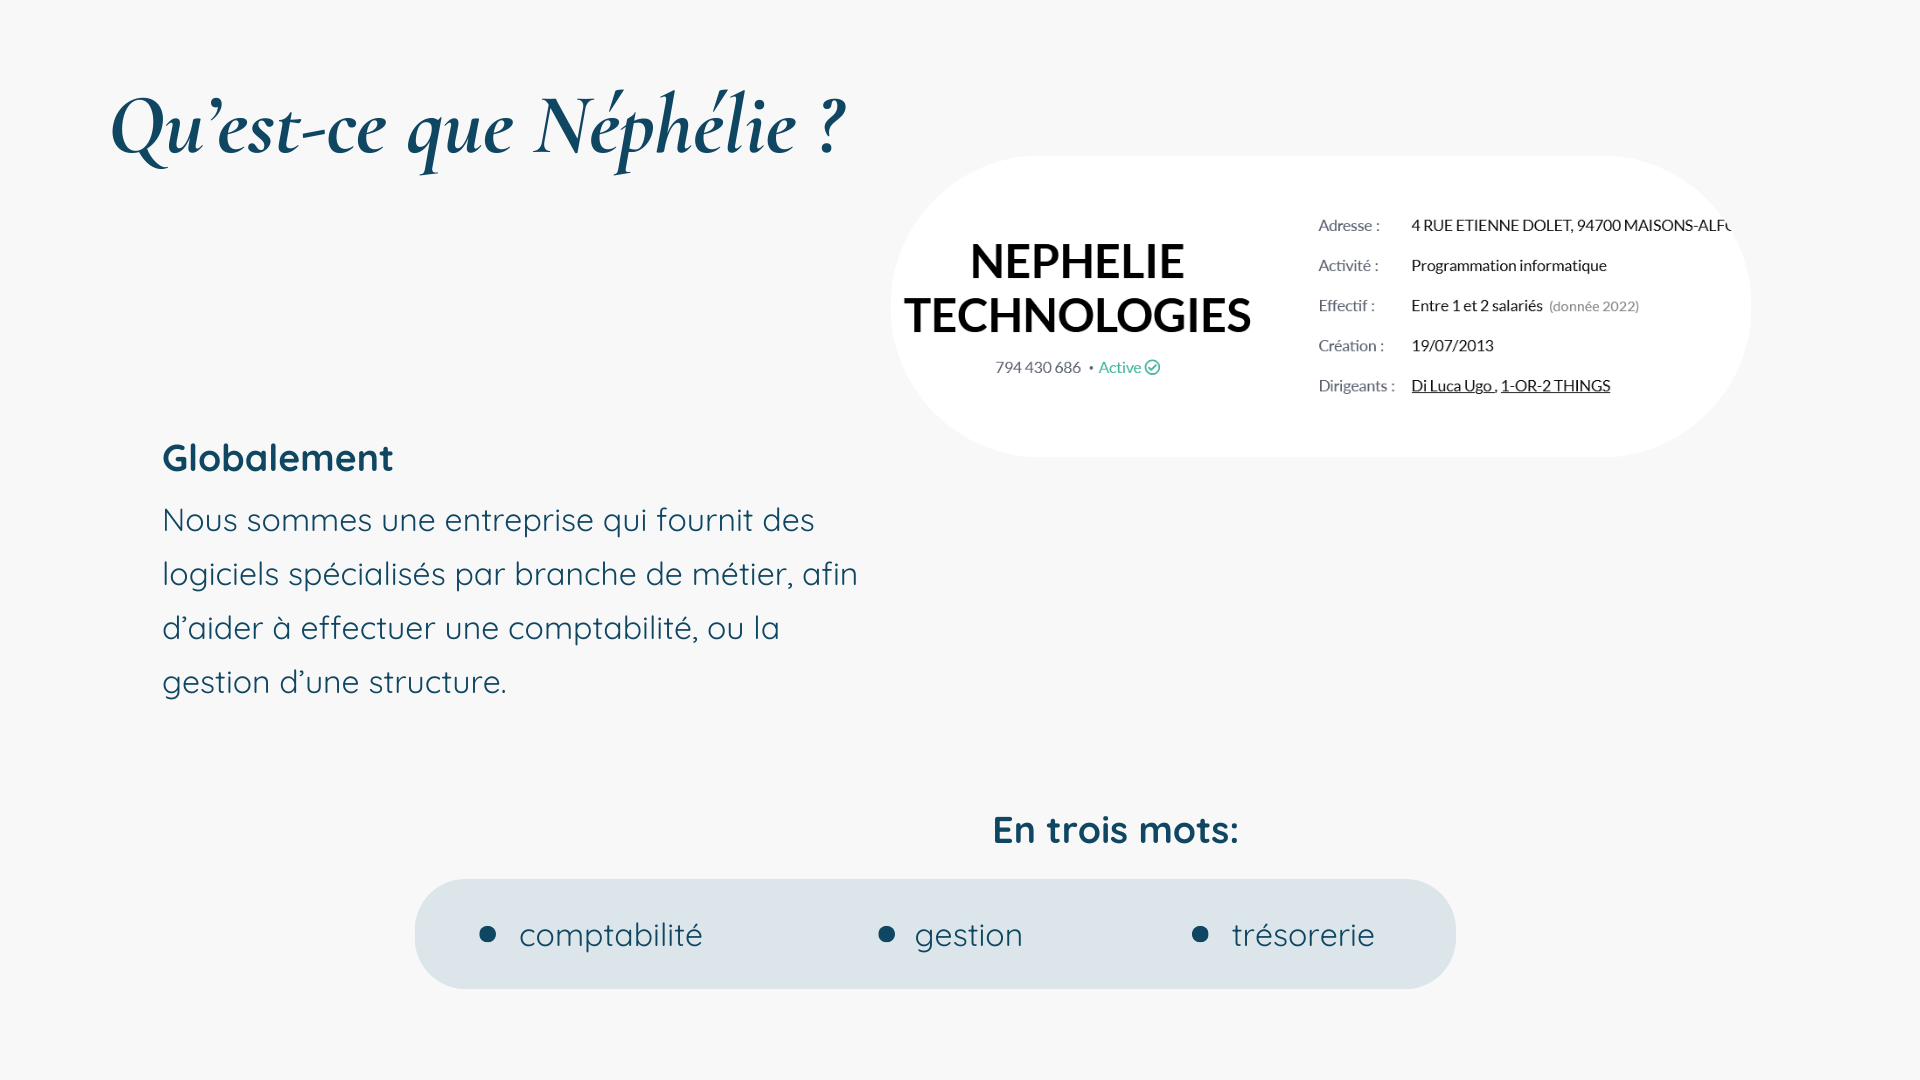 Qu’est-ce que Néphélie ?
NEPHELIE
TECHNOLOGIES
794 430 686 • Active
Adresse : 4 RUE ETIENNE DOLET, 94700 MAISONS-ALF
Activité : Programmation informatique
Effectif : Entre 1 et 2 salariés (donnée 2022)
Création : 19/07/2013
Dirigeants : Di Luca Ugo , 1-OR-2 THINGS
Globalement
Nous sommes une entreprise qui fournit des
logiciels spécialisés par branche de métier, afin
d’aider à effectuer une comptabilité, ou la
gestion d’une structure.
En trois mots:
• comptabilité • gestion • trésorerie